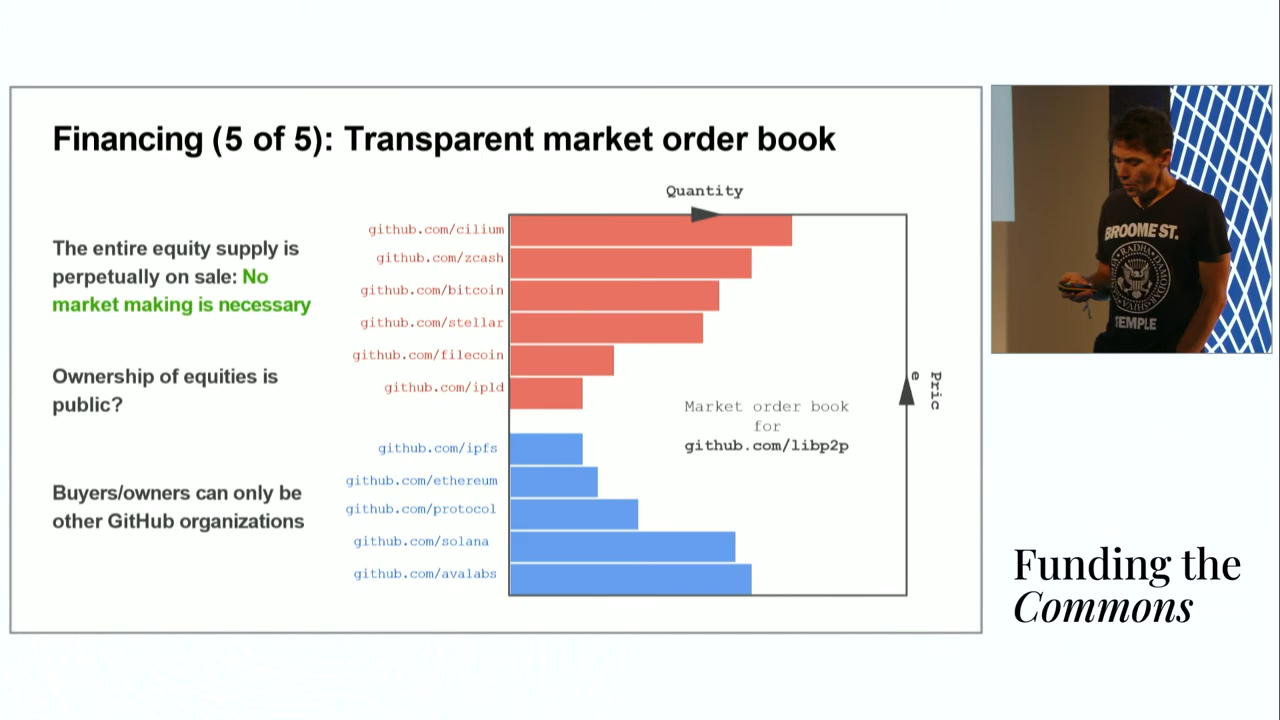 Financing (5 of 5): Transparent market order book
The entire equity supply is
perpetually on sale: No
market making is necessary
Ownership of equities is
public?
Buyers/owners can only be
other GitHub organizations
Quantity
github.com/cilium
github.com/zcash
github.com/bitcoin
github.com/stellar
github.com/filecoin
github.com/ipld
github.com/ipfs
github.com/ethereum
github.com/protocol
github.com/solana
github.com/avalabs
Market order book
for
github.com/libp2p
Pric
e
BROOME ST.
RADHA DAMODAR
SHIVA
TEMPLE
Funding the
Commons